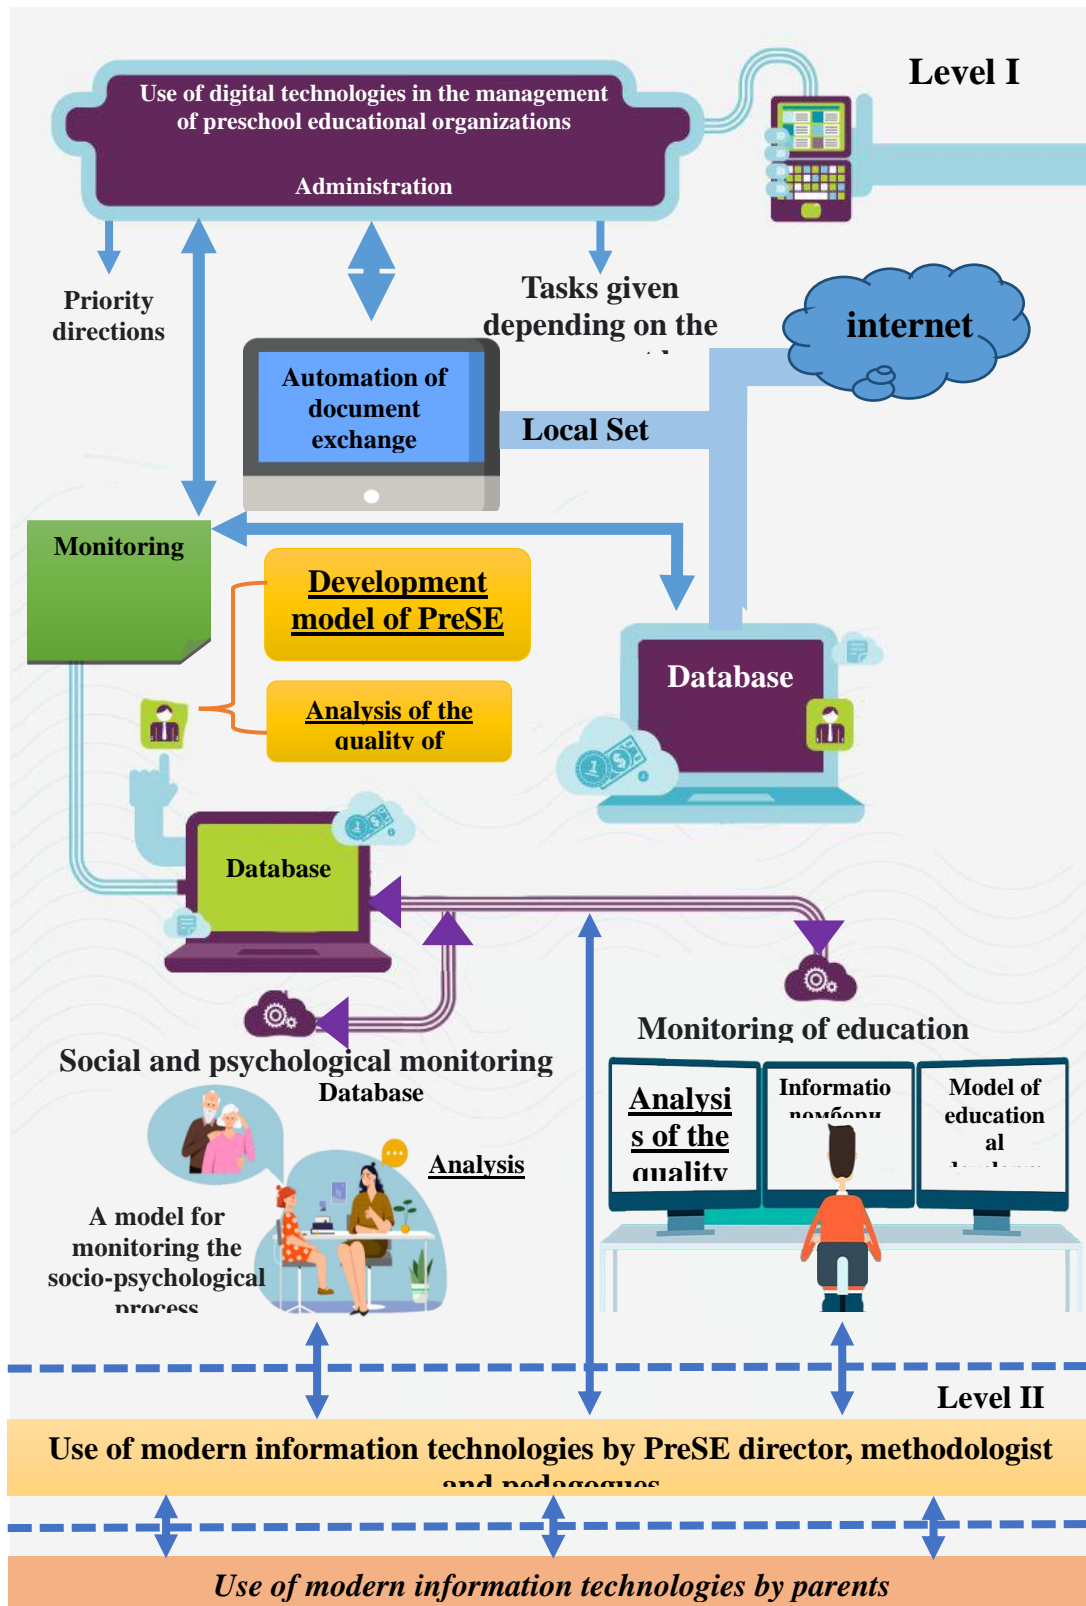 Level I
Use of digital technologies in the management
of preschool educational organizations
Administration
Priority
directions
Tasks given
depending on the
internet
Automation of
document
exchange
Local Set
Monitoring
Development
model of PreSE
Analysis of the
quality of
Database
Database
Social and psychological monitoring
Database
Analysis
A model for
monitoring the
socio-psychological
process
Monitoring of education
Analysi
s of the
quality
Informatio
Model of
education
al
Level II
Use of modern information technologies by PreSE director, methodologist
and pedagogues
Use of modern information technologies by parents